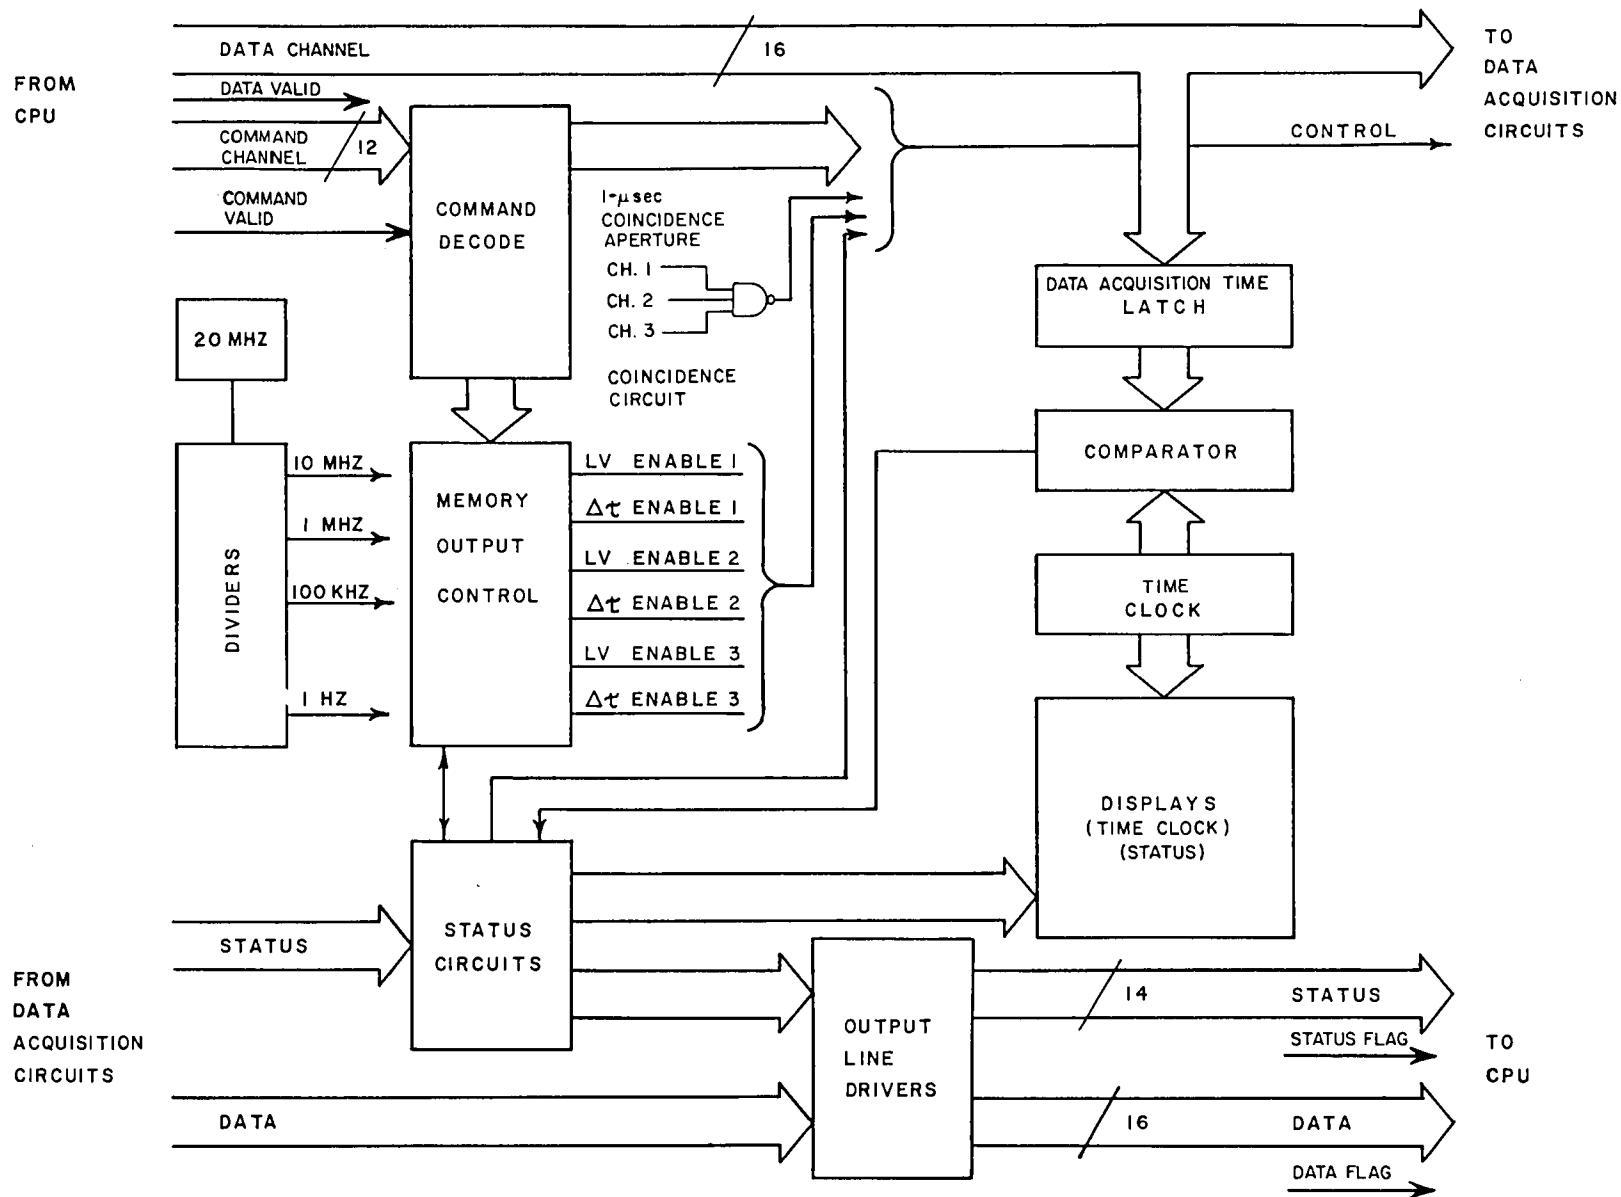 DATA CHANNEL
16
TO
DATA
ACQUISITION
CIRCUITS
FROM
CPU
DATA VALID
COMMAND
CHANNEL
12
COMMAND
VALID
COMMAND
DECODE
CONTROL
1-μsec
COINCIDENCE
APERTURE
CH. 1
CH. 2
CH. 3
COINCIDENCE
CIRCUIT
DATA ACQUISITION TIME
LATCH
20 MHZ
COMPARATOR
DIVIDERS
10 MHZ
1 MHZ
100 KHZ
1 HZ
MEMORY
OUTPUT
CONTROL
LV ENABLE 1
Δτ ENABLE 1
LV ENABLE 2
Δτ ENABLE 2
LV ENABLE 3
Δτ ENABLE 3
TIME
CLOCK
DISPLAYS
(TIME CLOCK)
(STATUS)
FROM
DATA
ACQUISITION
CIRCUITS
STATUS
STATUS
CIRCUITS
DATA
OUTPUT
LINE
DRIVERS
14
STATUS
STATUS FLAG
16
DATA
DATA FLAG
TO
CPU